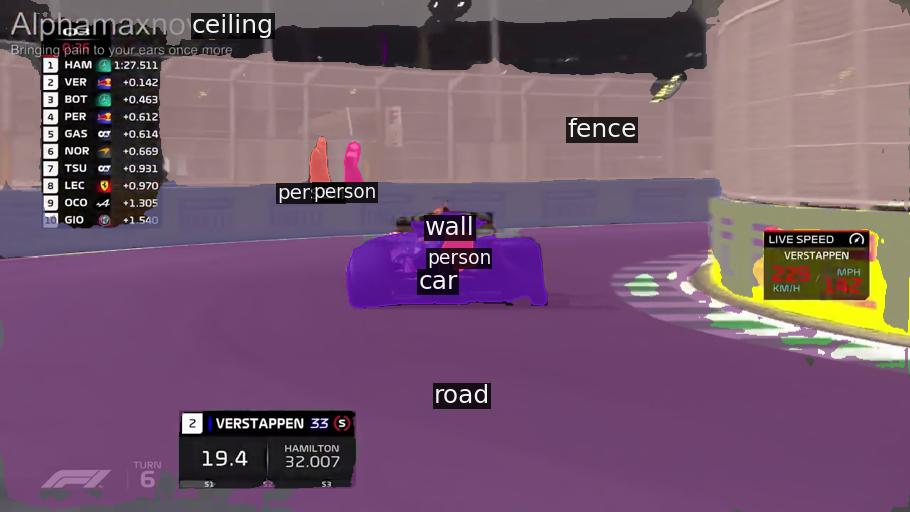 Alphamaxno
ceiling
Bringing pain to your ears once more
1 HAM 1:27.511
2 VER +0.142
3 BOT +0.463
4 PER +0.612
5 GAS +0.614
6 NOR +0.669
7 TSU +0.931
8 LEC +0.970
9 OCO +1.305
10 GIO +1.540
fence
person
wall
person
car
LIVE SPEED
VERSTAPPEN
225 / MPH
KM/H 142
road
2 VERSTAPPEN 33 S
19.4 HAMILTON
32.007
S1 S2 S3
F1 TURN
6